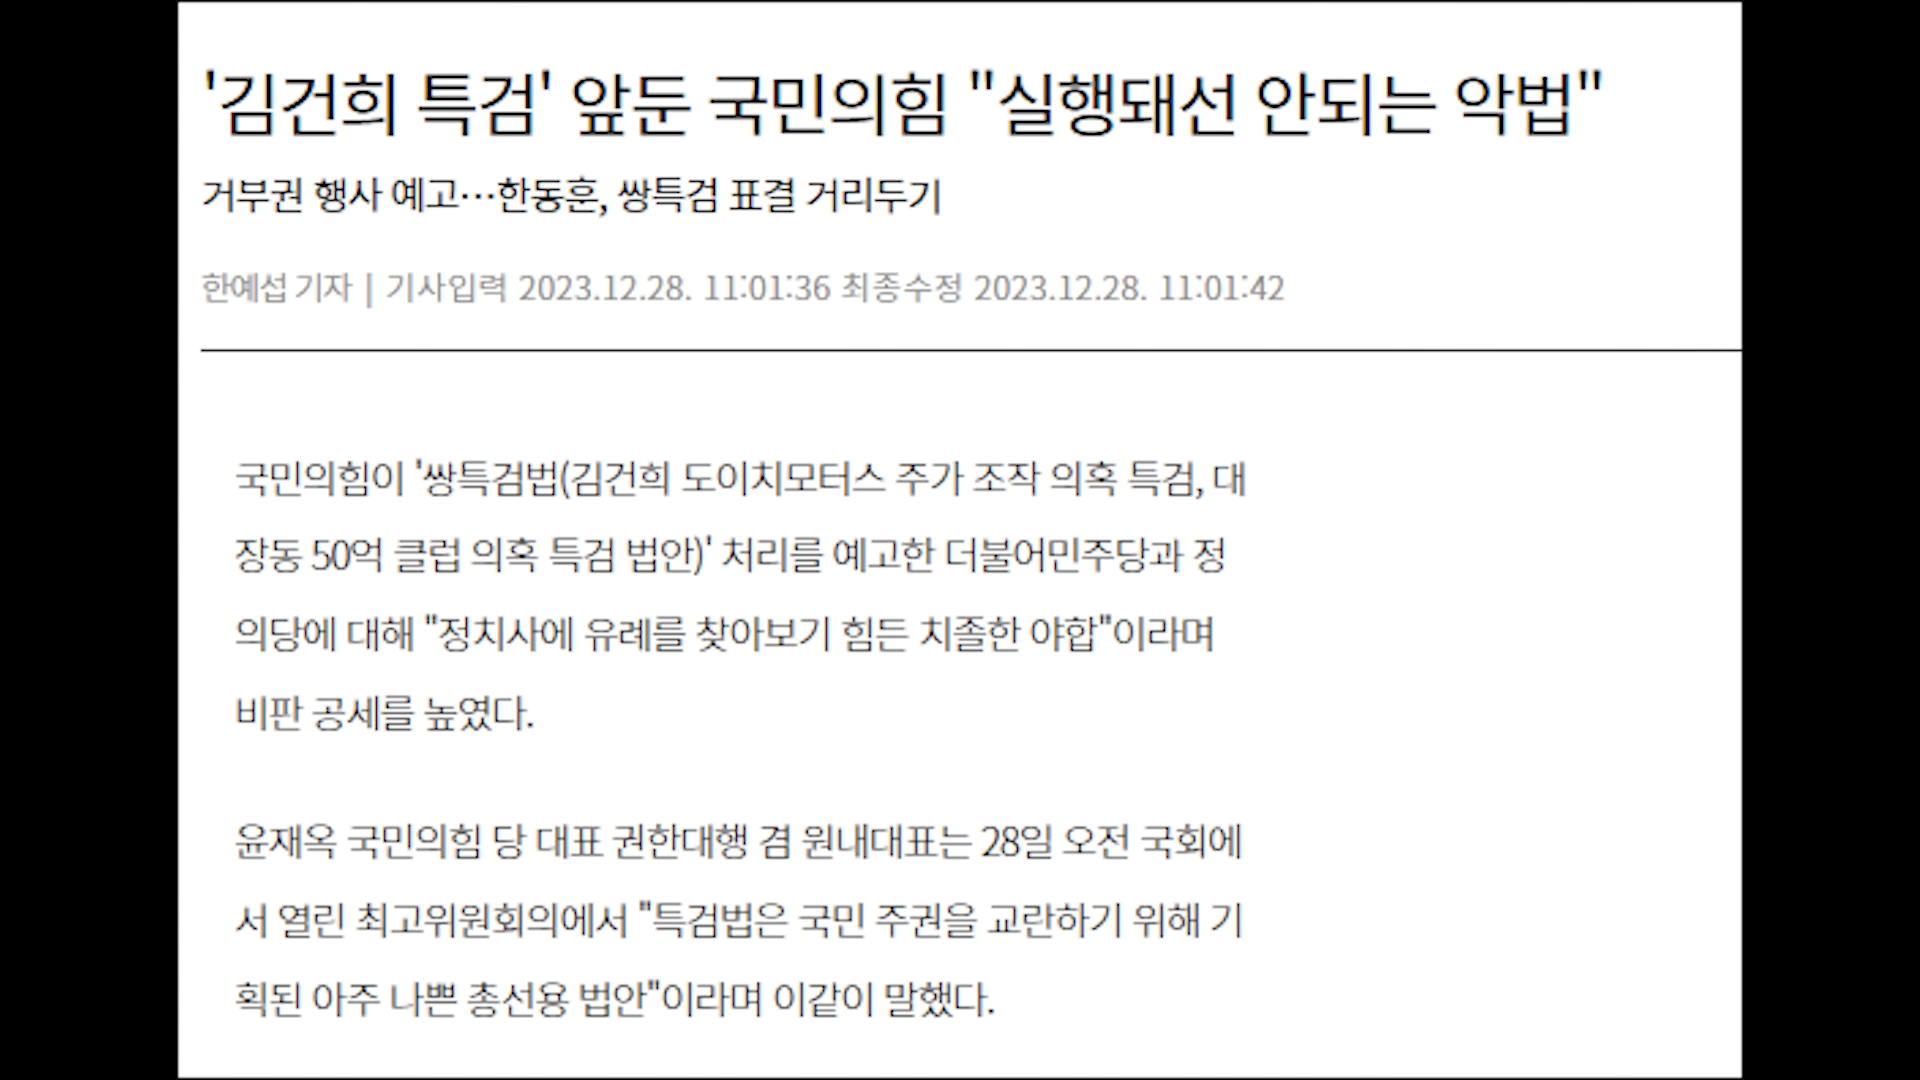 '김건희 특검' 앞둔 국민의힘 "실행돼선 안되는 악법"
거부권 행사 예고…한동훈, 쌍특검 표결 거리두기
한예섭 기자 | 기사입력 2023.12.28. 11:01:36 최종수정 2023.12.28. 11:01:42
국민의힘이 '쌍특검법(김건희 도이치모터스 주가 조작 의혹 특검, 대
장동 50억 클럽 의혹 특검 법안)' 처리를 예고한 더불어민주당과 정
의당에 대해 "정치사에 유례를 찾아보기 힘든 치졸한 야합"이라며
비판 공세를 높였다.
윤재옥 국민의힘 당 대표 권한대행 겸 원내대표는 28일 오전 국회에
서 열린 최고위원회의에서 "특검법은 국민 주권을 교란하기 위해 기
획된 아주 나쁜 총선용 법안"이라며 이같이 말했다.